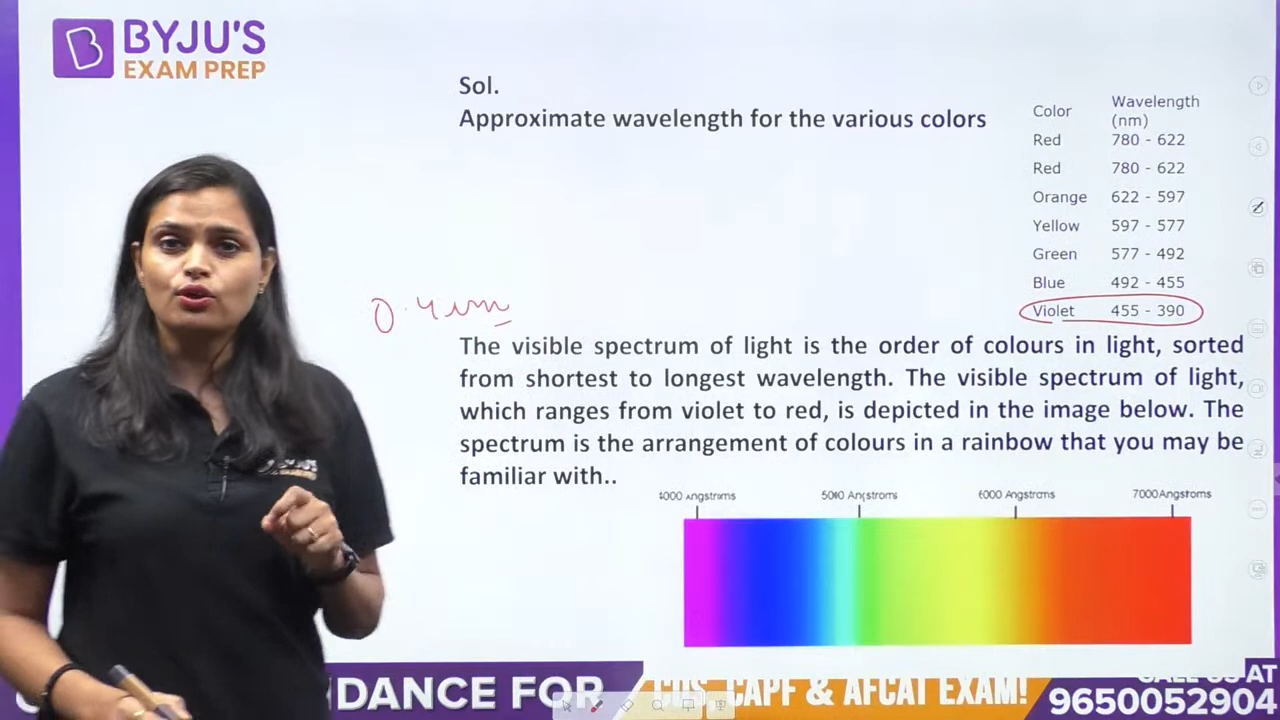 BYJU'S
EXAM PREP
Sol.
Approximate wavelength for the various colors
Color Wavelength (nm)
Red 780 - 622
Red 780 - 622
Orange 622 - 597
Yellow 597 - 577
Green 577 - 492
Blue 492 - 455
Violet 455 - 390
The visible spectrum of light is the order of colours in light, sorted
from shortest to longest wavelength. The visible spectrum of light,
which ranges from violet to red, is depicted in the image below. The
spectrum is the arrangement of colours in a rainbow that you may be
familiar with..
4000 Angstroms 5000 Angstroms 6000 Angstroms 7000 Angstroms
DANCE FOR CDS, CAPF & AFCAT EXAM! CALL US AT
9650052904